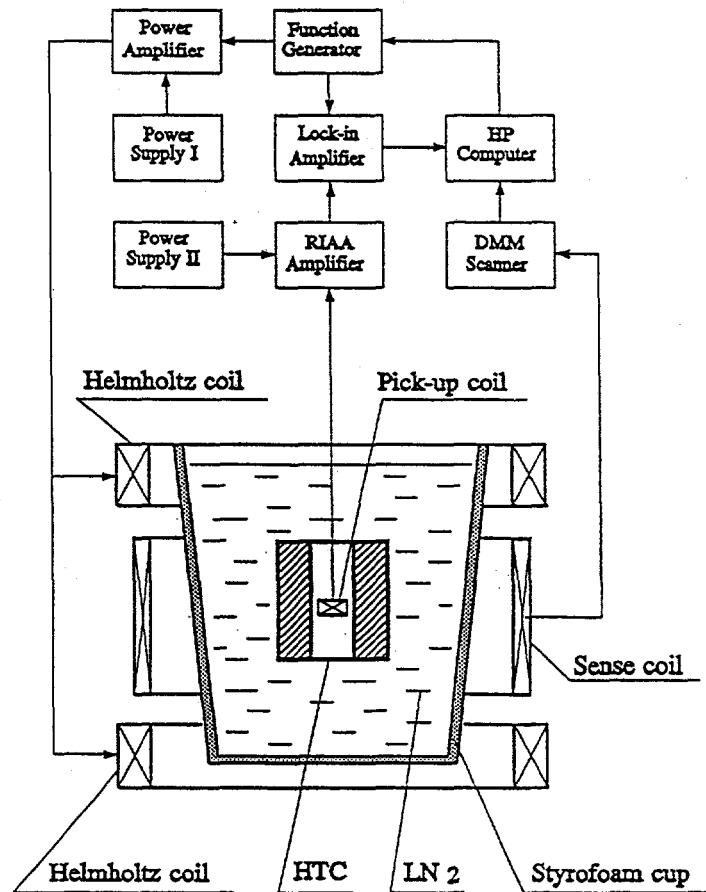 Power
Amplifier
Function
Generator
Power
Supply I
Lock-in
Amplifier
HP
Computer
Power
Supply II
RIAA
Amplifier
DMM
Scanner
Helmholtz coil
Pick-up coil
Sense coil
Helmholtz coil
HTC
LN 2
Styrofoam cup